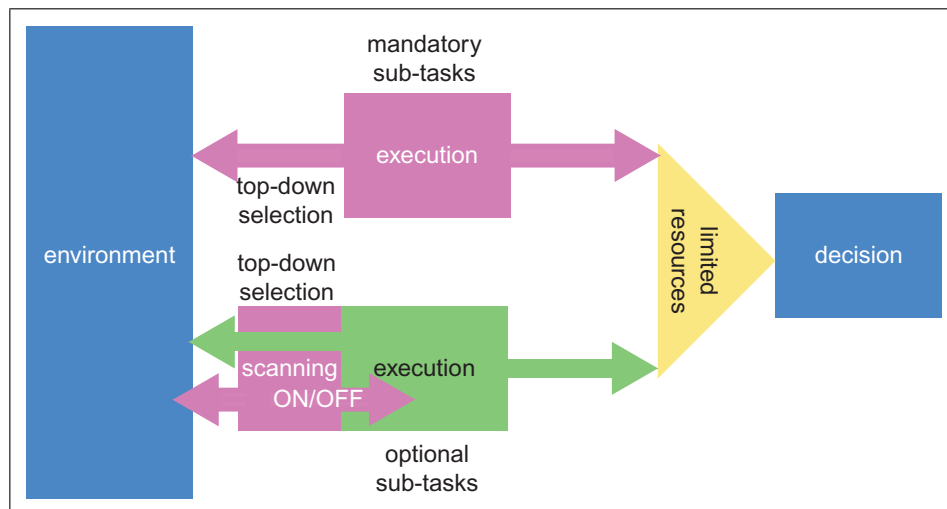 mandatory
sub-tasks
execution
top-down
selection
environment
top-down
selection
scanning
ON/OFF
execution
optional
sub-tasks
limited
resources
decision